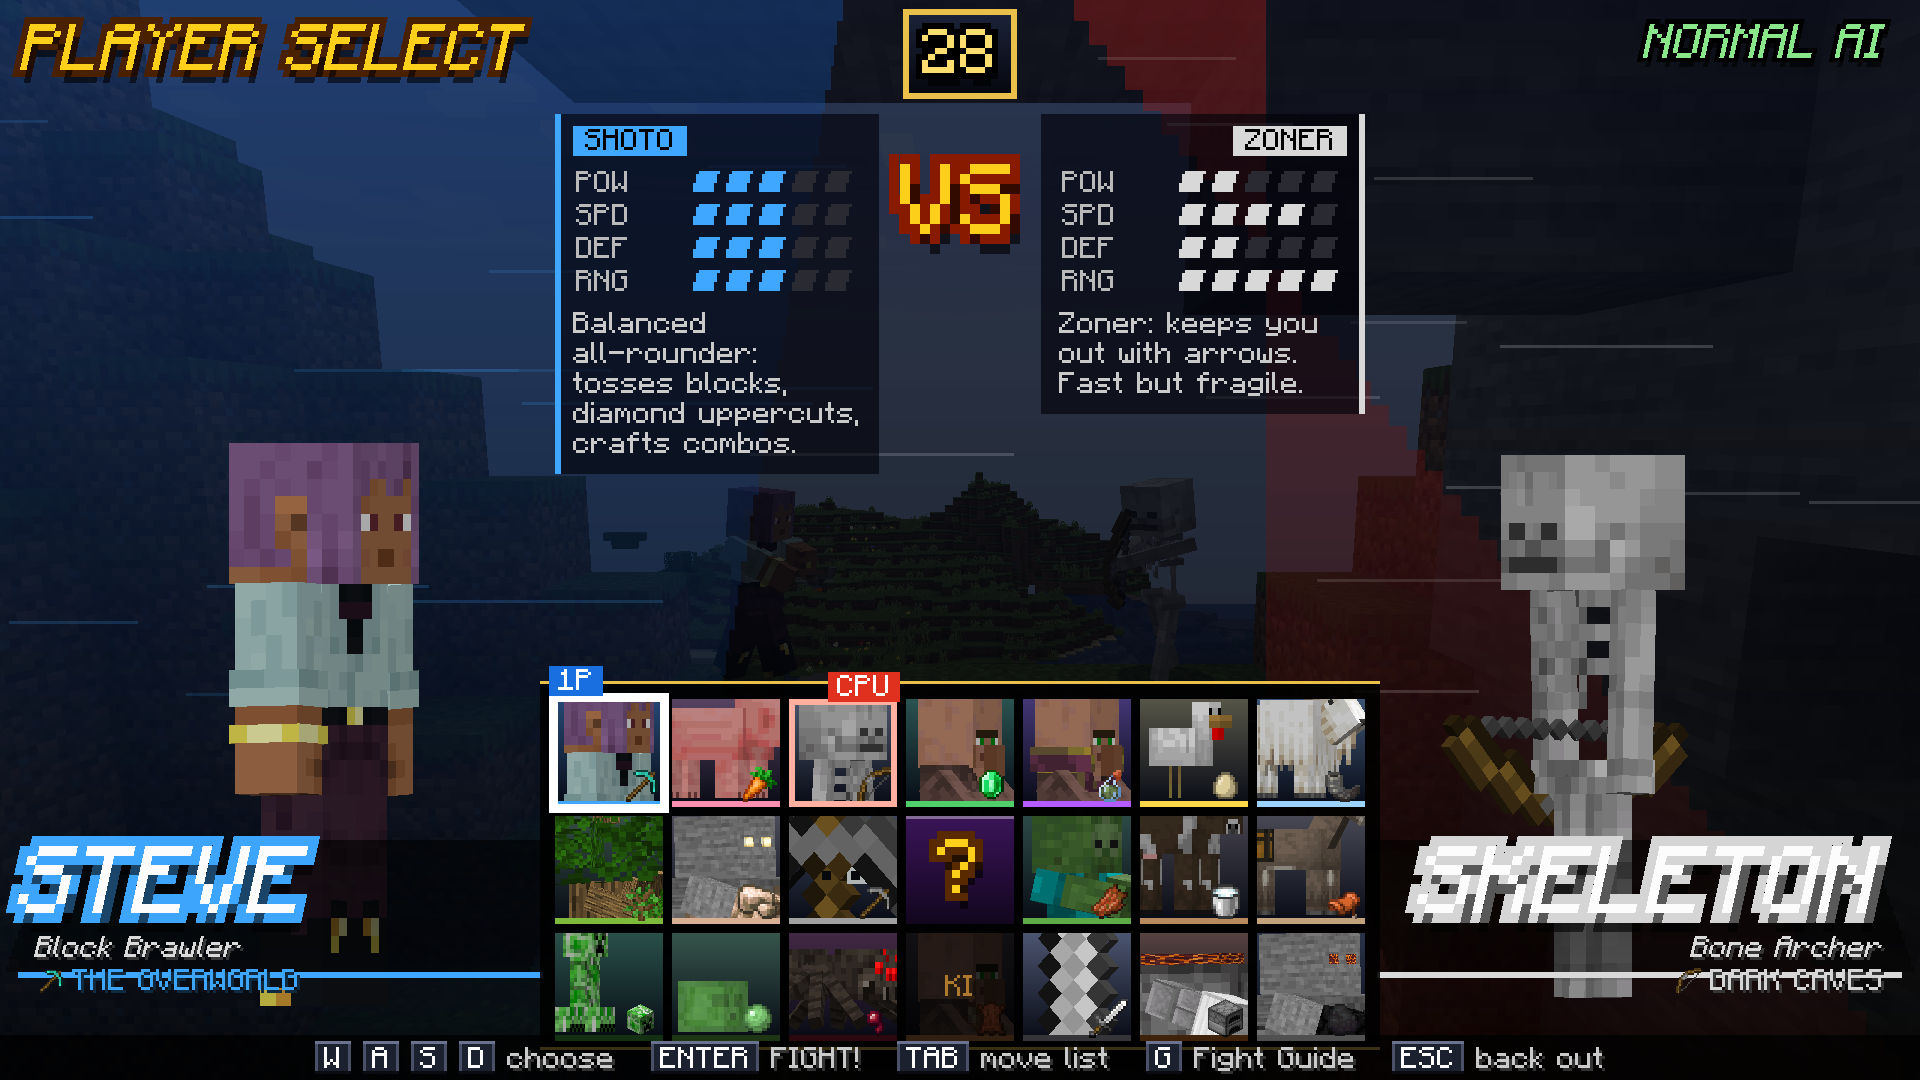 PLAYER SELECT
28
NORMAL AI
SHOTO
POW
SPD
DEF
RNG
Balanced
all-rounder:
tosses blocks,
diamond uppercuts,
crafts combos.
VS
ZONER
POW
SPD
DEF
RNG
Zoner: keeps you
out with arrows.
Fast but fragile.
1P
CPU
?
KI
STEVE
Block Brawler
THE OVERWORLD
SKELETON
Bone Archer
DARK CAVES
W A S D choose ENTER FIGHT! TAB move list G Fight Guide ESC back out